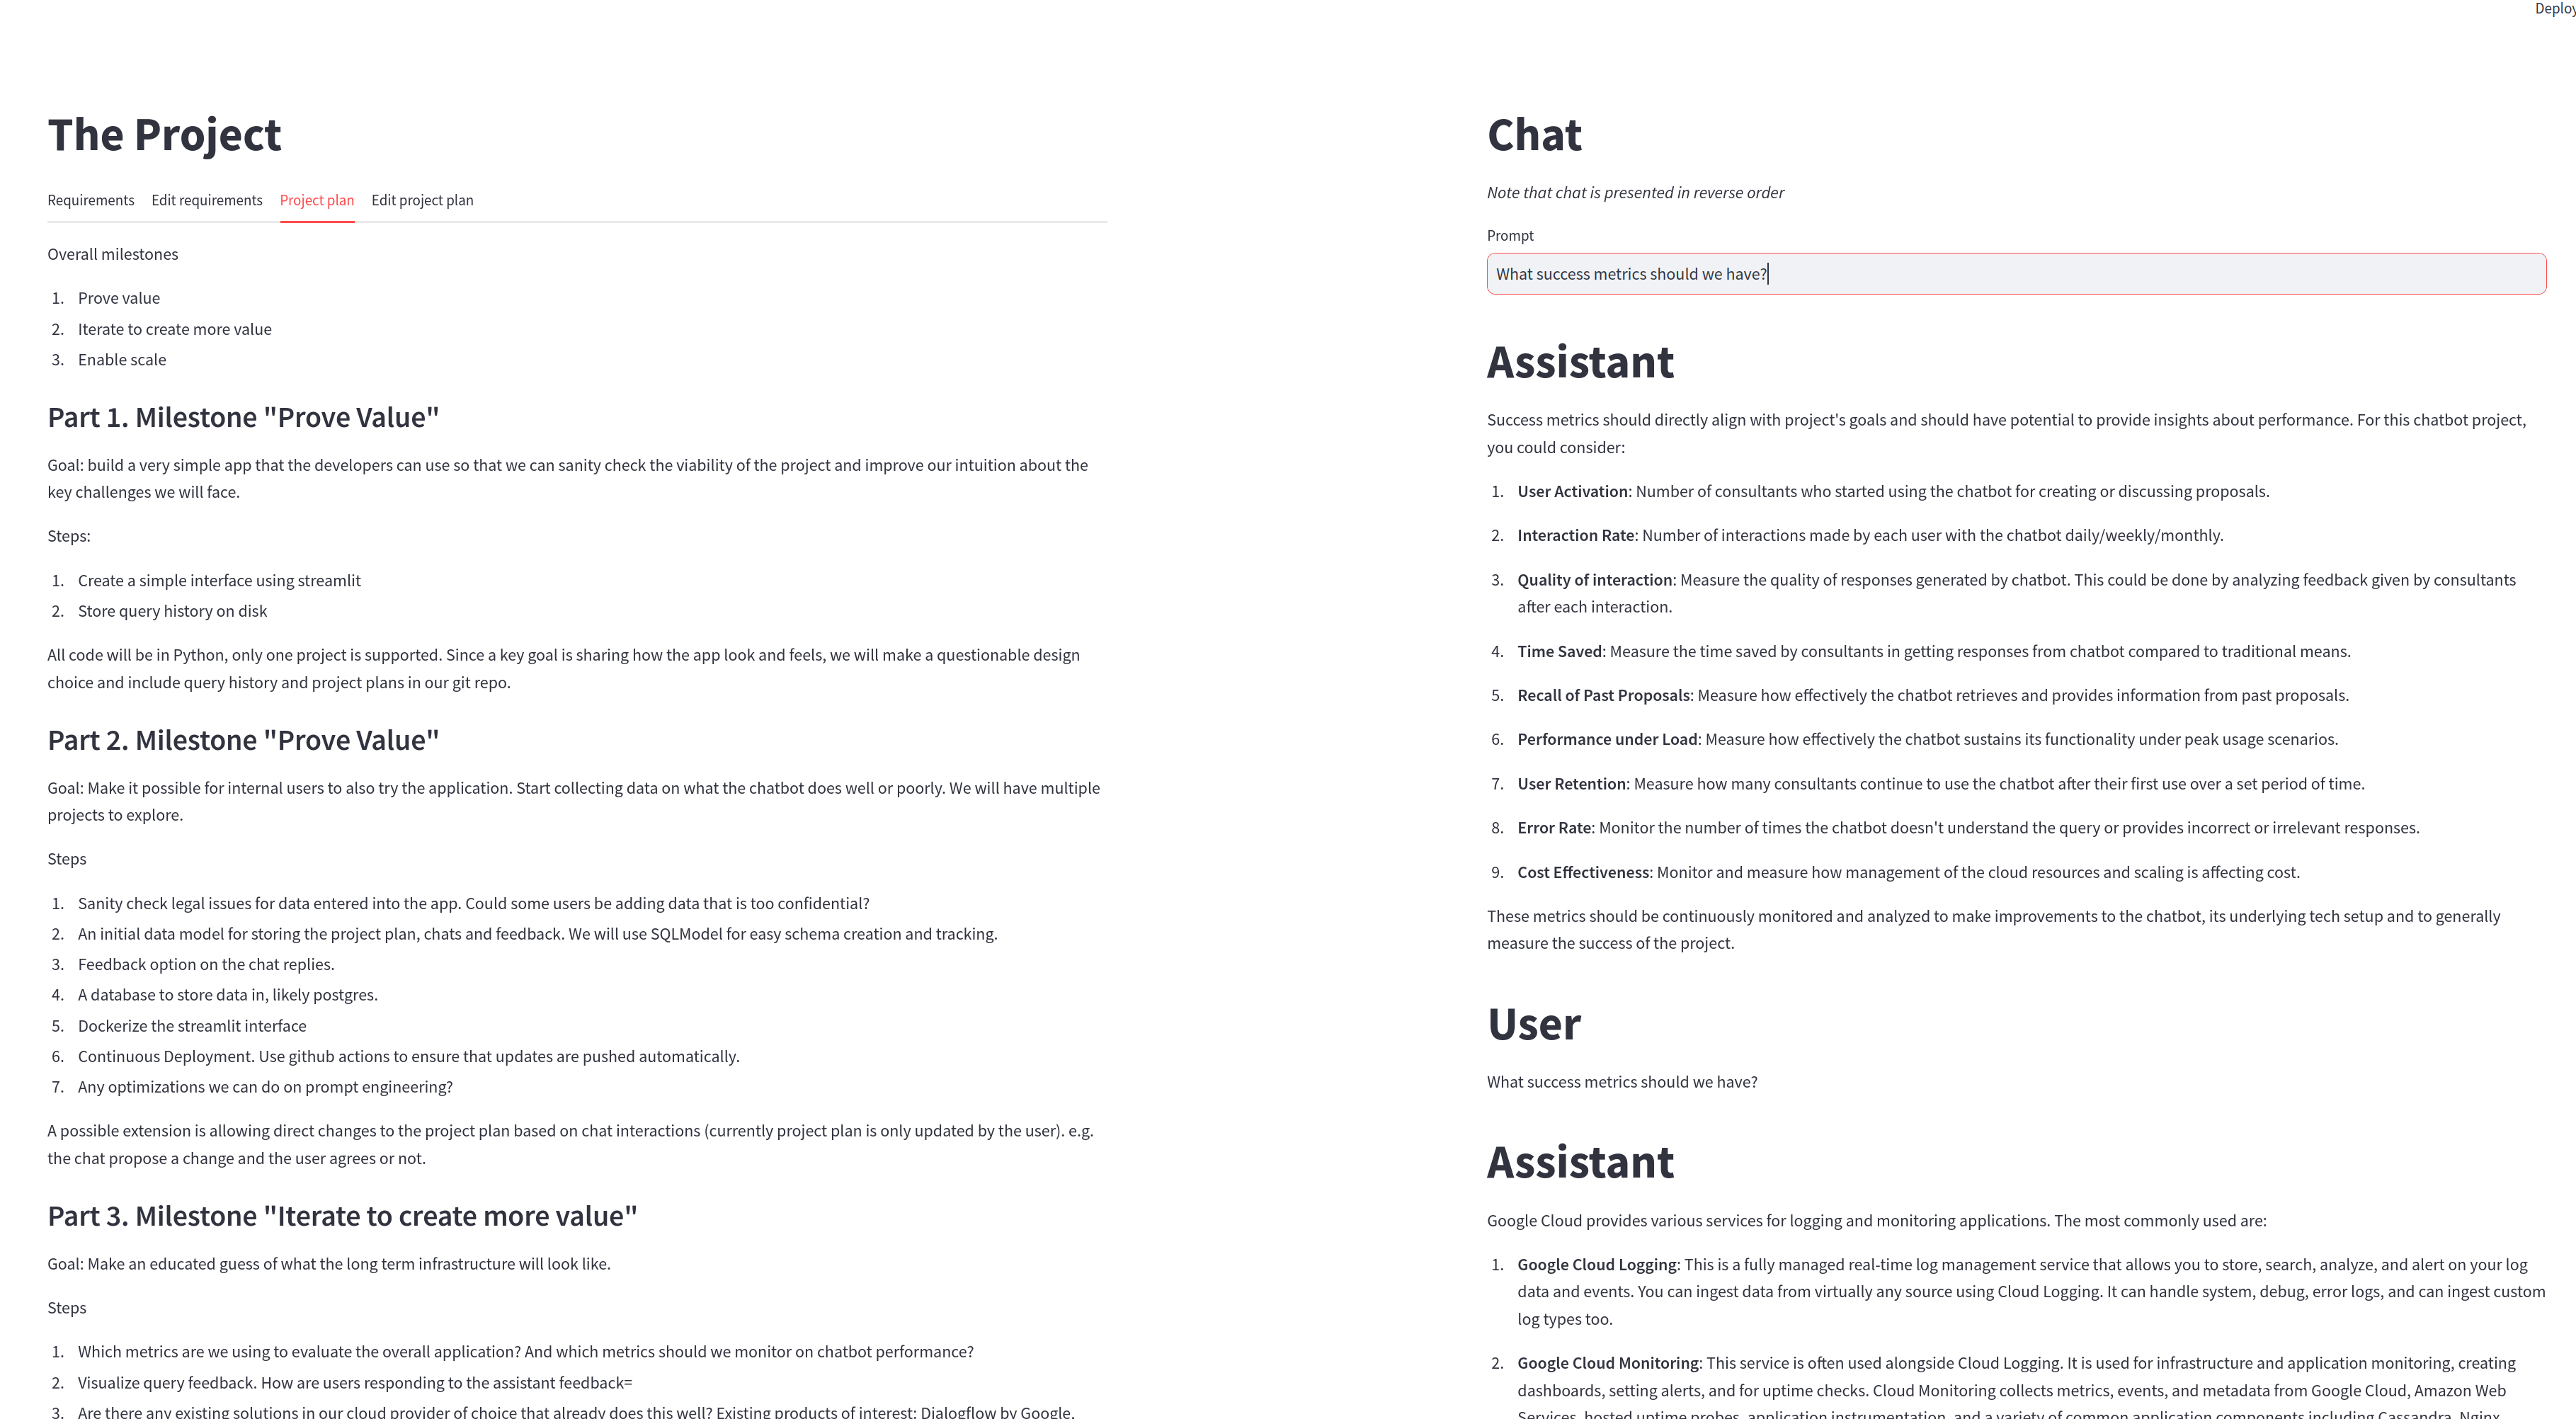 Deploy
The Project
Requirements Edit requirements Project plan Edit project plan
Overall milestones
1. Prove value
2. Iterate to create more value
3. Enable scale
Part 1. Milestone "Prove Value"
Goal: build a very simple app that the developers can use so that we can sanity check the viability of the project and improve our intuition about the
key challenges we will face.
Steps:
1. Create a simple interface using streamlit
2. Store query history on disk
All code will be in Python, only one project is supported. Since a key goal is sharing how the app look and feels, we will make a questionable design
choice and include query history and project plans in our git repo.
Part 2. Milestone "Prove Value"
Goal: Make it possible for internal users to also try the application. Start collecting data on what the chatbot does well or poorly. We will have multiple
projects to explore.
Steps
1. Sanity check legal issues for data entered into the app. Could some users be adding data that is too confidential?
2. An initial data model for storing the project plan, chats and feedback. We will use SQLModel for easy schema creation and tracking.
3. Feedback option on the chat replies.
4. A database to store data in, likely postgres.
5. Dockerize the streamlit interface
6. Continuous Deployment. Use github actions to ensure that updates are pushed automatically.
7. Any optimizations we can do on prompt engineering?
A possible extension is allowing direct changes to the project plan based on chat interactions (currently project plan is only updated by the user). e.g.
the chat propose a change and the user agrees or not.
Part 3. Milestone "Iterate to create more value"
Goal: Make an educated guess of what the long term infrastructure will look like.
Steps
1. Which metrics are we using to evaluate the overall application? And which metrics should we monitor on chatbot performance?
2. Visualize query feedback. How are users responding to the assistant feedback=
3. Are there any existing solutions in our cloud provider of choice that already does this well? Existing products of interest: Dialogflow by Google,
Chat
Note that chat is presented in reverse order
Prompt
What success metrics should we have?
Assistant
Success metrics should directly align with project's goals and should have potential to provide insights about performance. For this chatbot project,
you could consider:
1. User Activation: Number of consultants who started using the chatbot for creating or discussing proposals.
2. Interaction Rate: Number of interactions made by each user with the chatbot daily/weekly/monthly.
3. Quality of interaction: Measure the quality of responses generated by chatbot. This could be done by analyzing feedback given by consultants
after each interaction.
4. Time Saved: Measure the time saved by consultants in getting responses from chatbot compared to traditional means.
5. Recall of Past Proposals: Measure how effectively the chatbot retrieves and provides information from past proposals.
6. Performance under Load: Measure how effectively the chatbot sustains its functionality under peak usage scenarios.
7. User Retention: Measure how many consultants continue to use the chatbot after their first use over a set period of time.
8. Error Rate: Monitor the number of times the chatbot doesn't understand the query or provides incorrect or irrelevant responses.
9. Cost Effectiveness: Monitor and measure how management of the cloud resources and scaling is affecting cost.
These metrics should be continuously monitored and analyzed to make improvements to the chatbot, its underlying tech setup and to generally
measure the success of the project.
User
What success metrics should we have?
Assistant
Google Cloud provides various services for logging and monitoring applications. The most commonly used are:
1. Google Cloud Logging: This is a fully managed real-time log management service that allows you to store, search, analyze, and alert on your log
data and events. You can ingest data from virtually any source using Cloud Logging. It can handle system, debug, error logs, and can ingest custom
log types too.
2. Google Cloud Monitoring: This service is often used alongside Cloud Logging. It is used for infrastructure and application monitoring, creating
dashboards, setting alerts, and for uptime checks. Cloud Monitoring collects metrics, events, and metadata from Google Cloud, Amazon Web
Services, hosted uptime probes, application instrumentation, and a variety of common application components including Cassandra, Nginx,